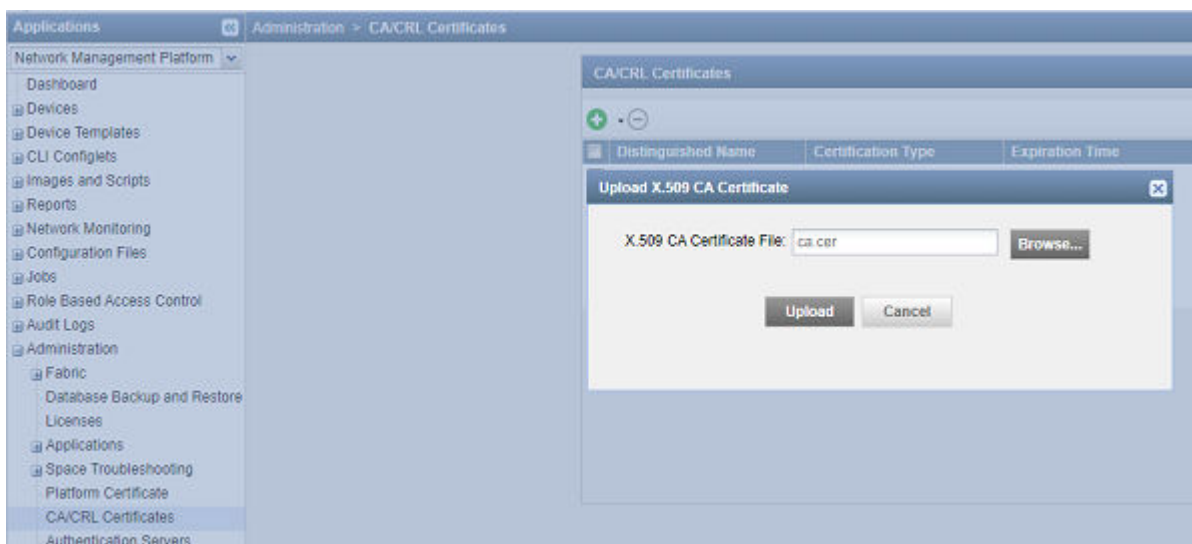 Applications
Administration > CA/CRL Certificates
Network Management Platform
Dashboard
Devices
Device Templates
CLI Configlets
Images and Scripts
Reports
Network Monitoring
Configuration Files
Jobs
Role Based Access Control
Audit Logs
Administration
Fabric
Database Backup and Restore
Licenses
Applications
Space Troubleshooting
Platform Certificate
CA/CRL Certificates
Authentication Servers
CA/CRL Certificates
Distinguished Name Certification Type Expiration Time
Upload X.509 CA Certificate
X.509 CA Certificate File: ca.cer Browse...
Upload Cancel